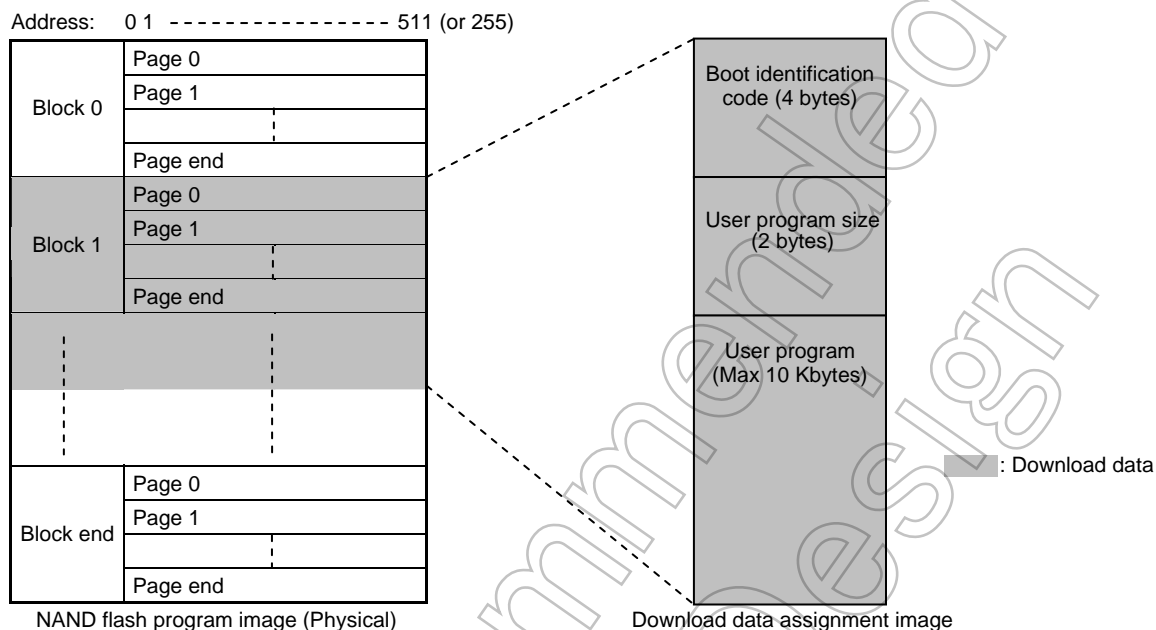 Address: 0 1 - - - - - - - - - - - - - - - - - 511 (or 255)
Block 0
Page 0
Page 1
Page end
Block 1
Page 0
Page 1
Page end
Block end
Page 0
Page 1
Page end
NAND flash program image (Physical)
Boot identification
code (4 bytes)
User program size
(2 bytes)
User program
(Max 10 Kbytes)
: Download data
Download data assignment image